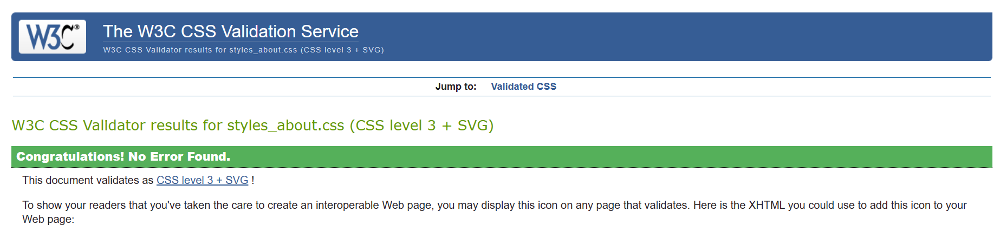 W3C®
The W3C CSS Validation Service
W3C CSS Validator results for styles_about.css (CSS level 3 + SVG)
Jump to: Validated CSS
W3C CSS Validator results for styles_about.css (CSS level 3 + SVG)
Congratulations! No Error Found.
This document validates as CSS level 3 + SVG !
To show your readers that you've taken the care to create an interoperable Web page, you may display this icon on any page that validates. Here is the XHTML you could use to add this icon to your
Web page: